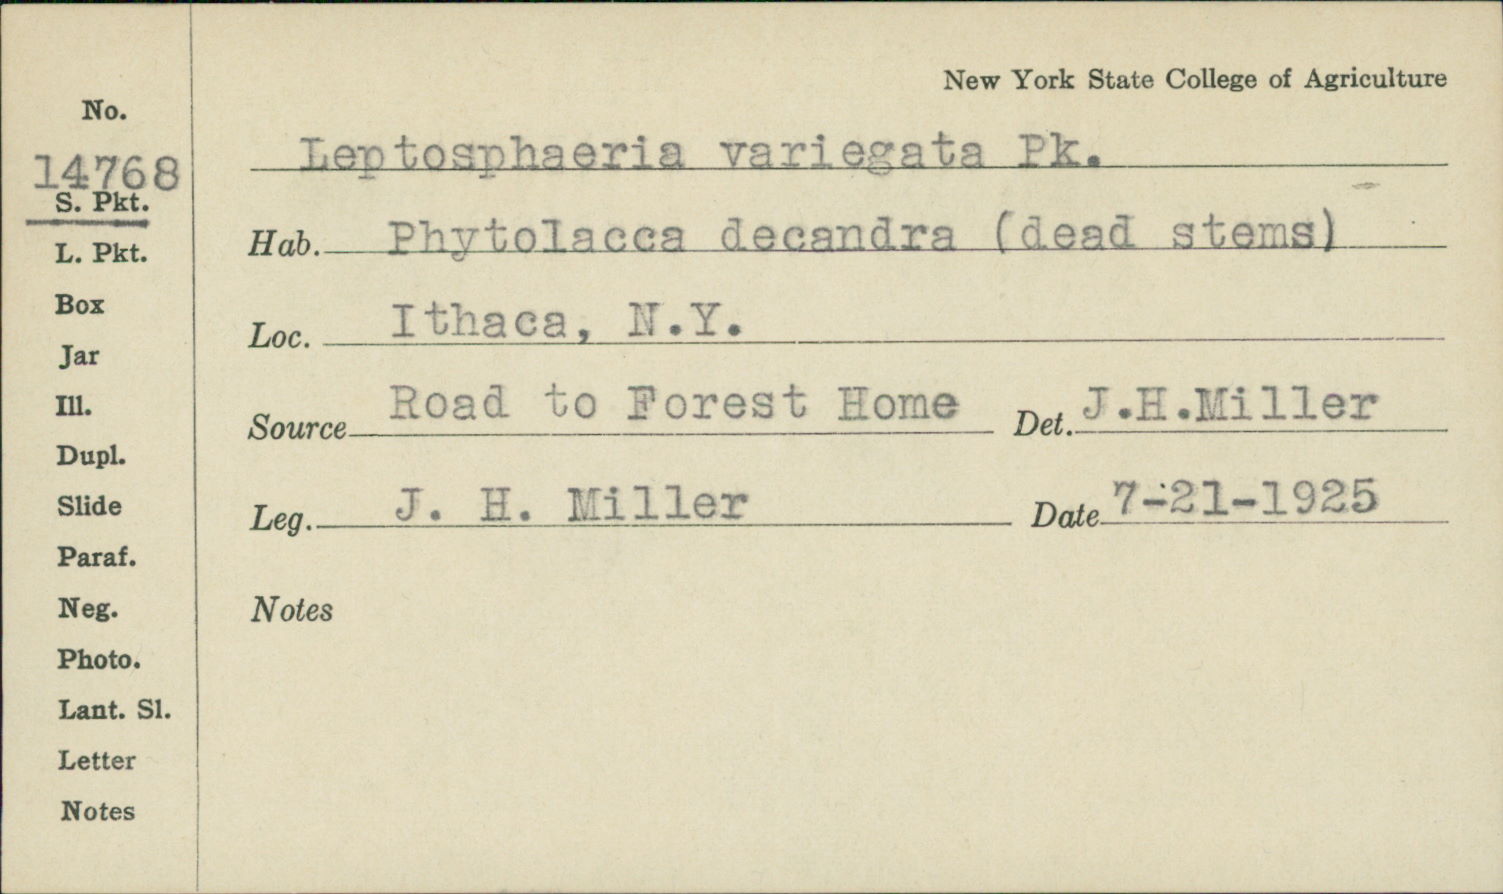 New York State College of Agriculture
No.
14768
S. Pkt.
L. Pkt.
Box
Jar
Ill.
Dupl.
Slide
Paraf.
Neg.
Photo.
Lant. Sl.
Letter
Notes
Leptosphaeria variegata Pk.
Hab. Phytolacca decandra (dead stems)
Loc. Ithaca, N.Y.
Source Road to Forest Home Det. J.H.Miller
Leg. J. H. Miller Date 7-21-1925
Notes